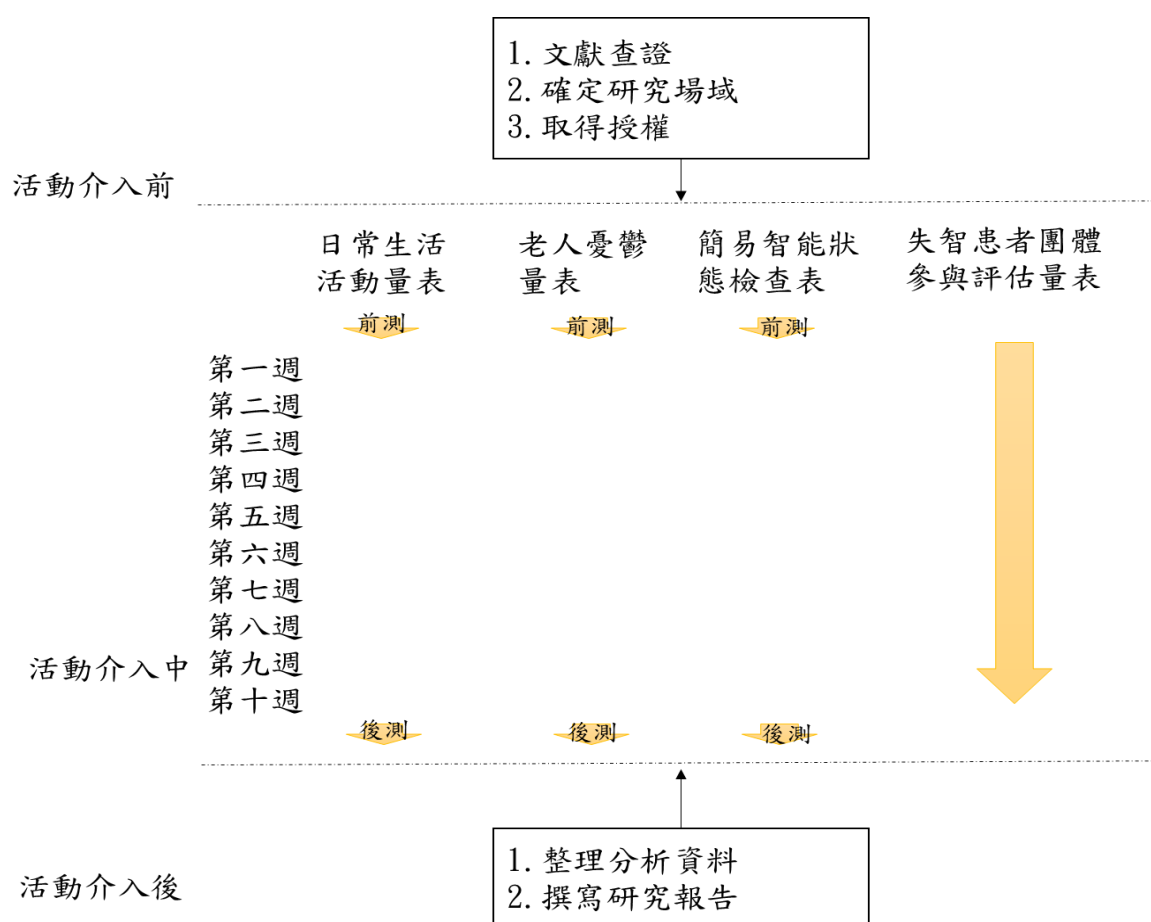 1. 文獻查證
2. 確定研究場域
3. 取得授權
活動介入前
日常生活
活動量表
老人憂鬱
量表
簡易智能狀
態檢查表
失智患者團體
參與評估量表
前測
前測
前測
第一週
第二週
第三週
第四週
第五週
第六週
第七週
第八週
活動介入中
第九週
第十週
後測
後測
後測
1. 整理分析資料
2. 撰寫研究報告
活動介入後